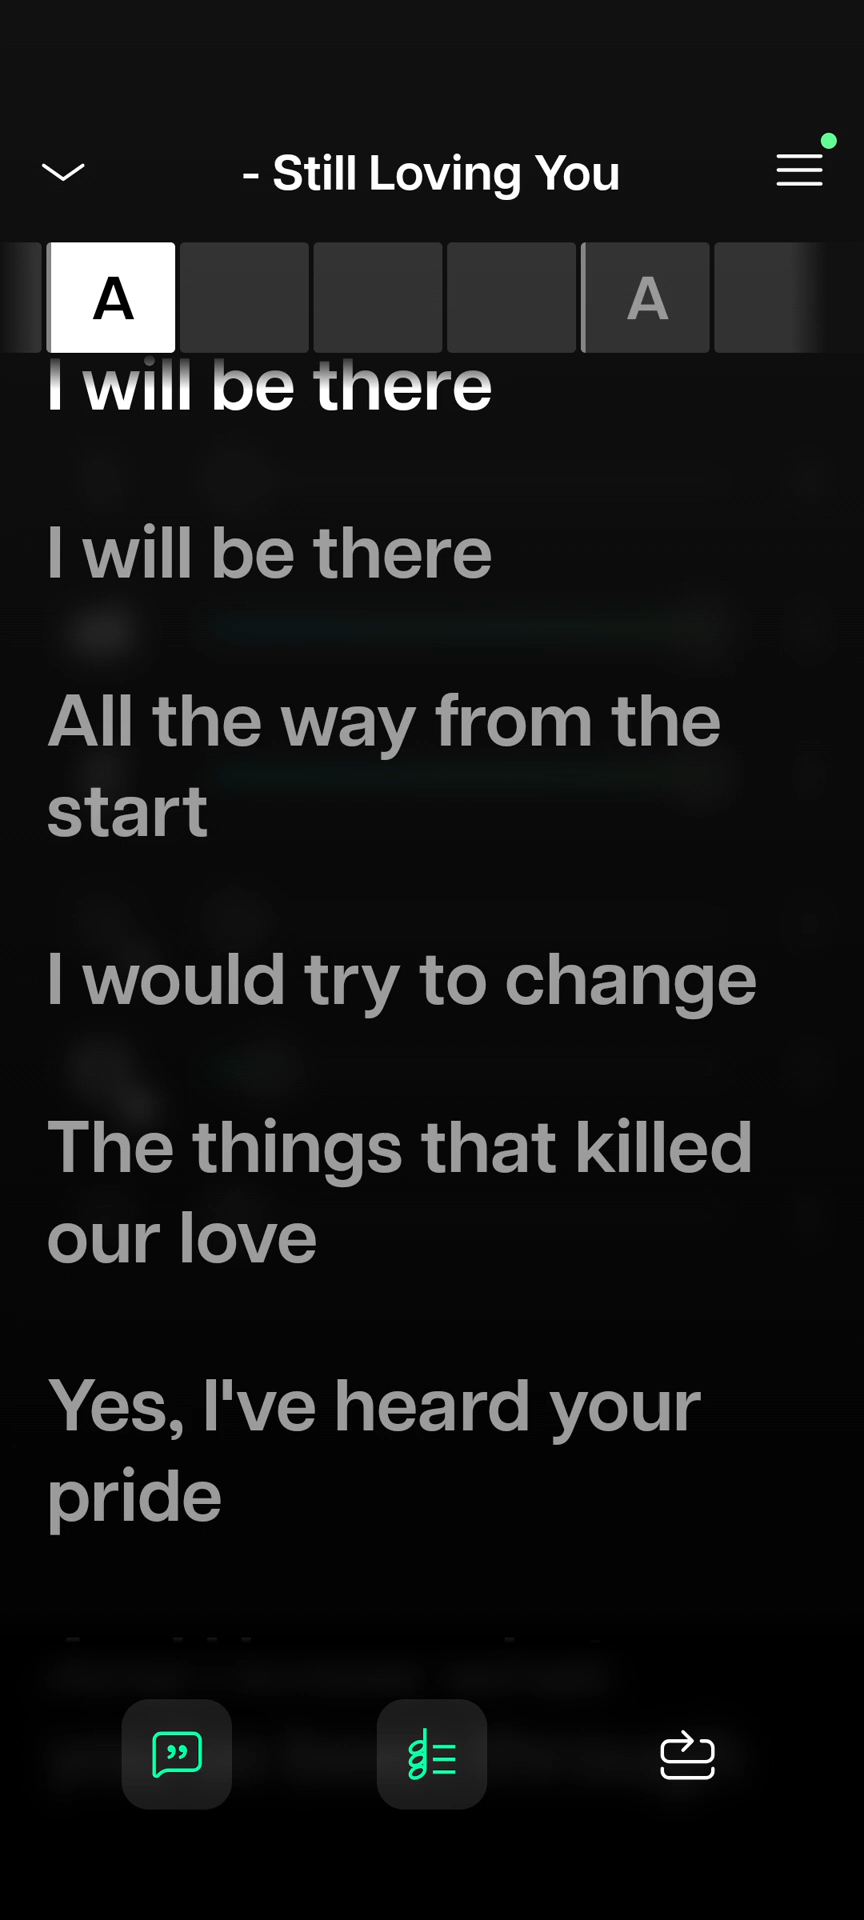 - Still Loving You
A A
I will be there
I will be there
All the way from the
start
I would try to change
The things that killed
our love
Yes, I've heard your
pride